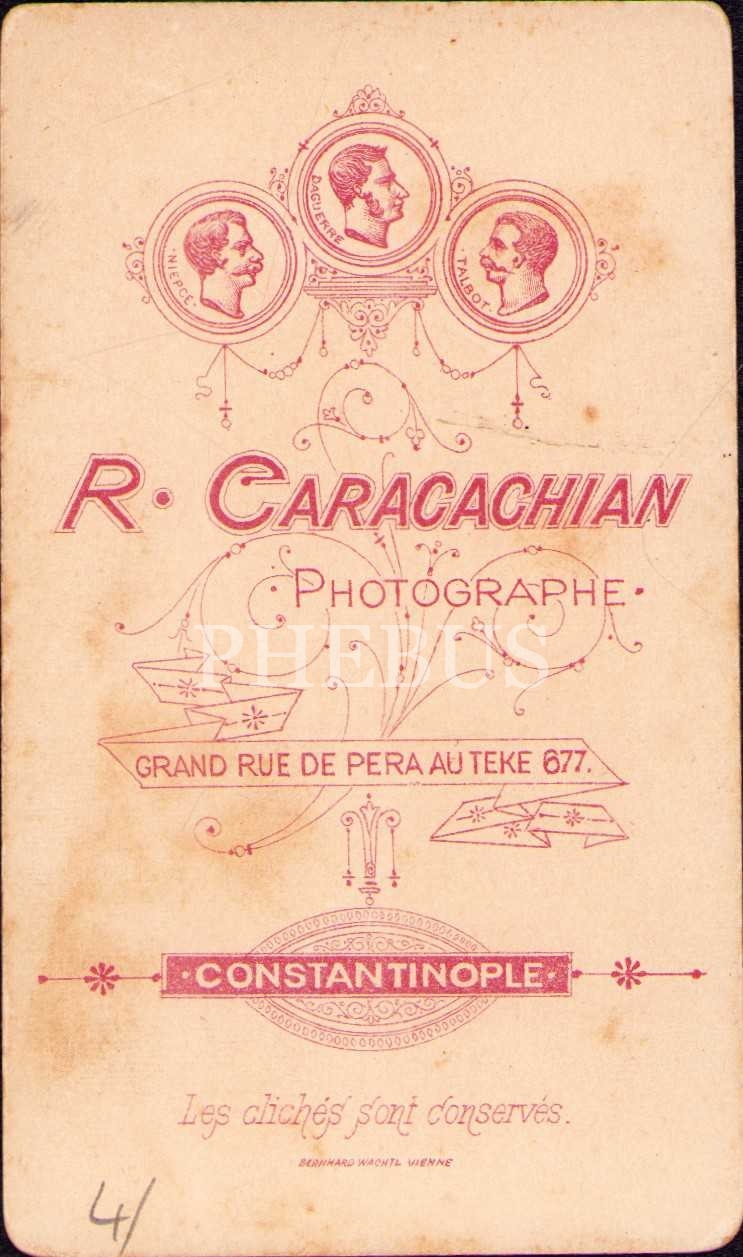 DAGUERRE
·NIEPCE·
TALBOT.
R. CARACACHIAN
PHOTOGRAPHE.
PHEBUS
GRAND RUE DE PERA AU TEKE 677.
·CONSTANTINOPLE·
Les clichés sont conservés.
BERNHARD WACHTL VIENNE
4/